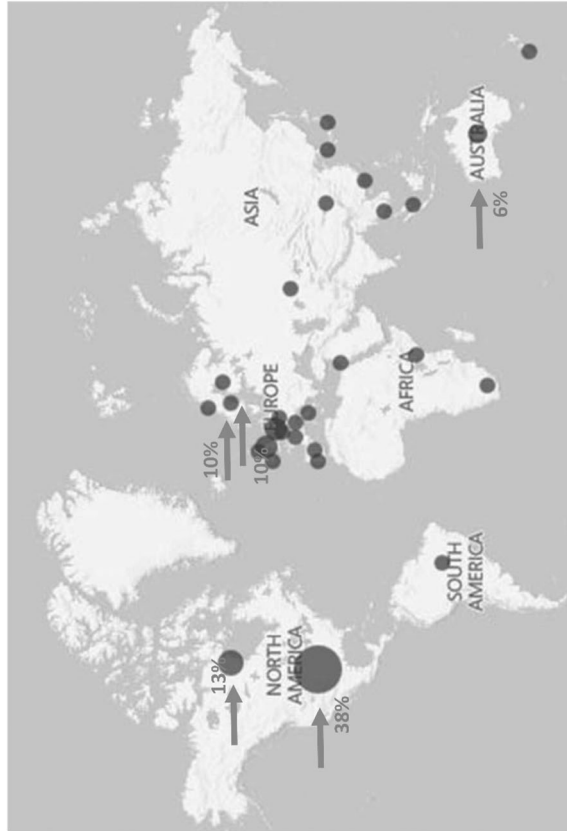 13%
NORTH
AMERICA
38%
SOUTH
AMERICA
10%
10%
EUROPE
AFRICA
ASIA
AUSTRALIA
6%